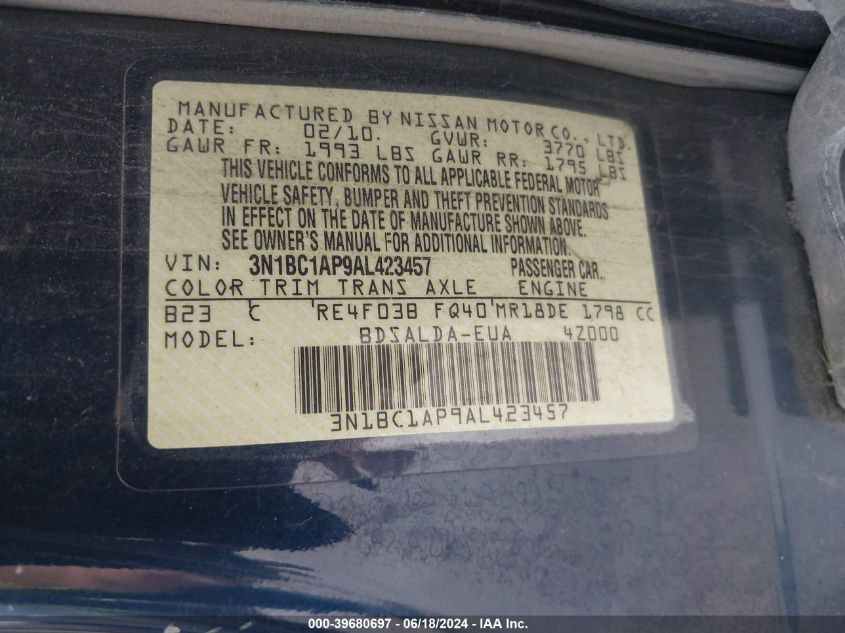 MANUFACTURED BY NISSAN MOTOR CO., LTD.
DATE: 02/10. GVWR: 3770 LBS
GAWR FR: 1993 LBS GAWR RR: 1795 LBS
THIS VEHICLE CONFORMS TO ALL APPLICABLE FEDERAL MOTOR
VEHICLE SAFETY, BUMPER AND THEFT PREVENTION STANDARDS
IN EFFECT ON THE DATE OF MANUFACTURE SHOWN ABOVE.
SEE OWNER'S MANUAL FOR ADDITIONAL INFORMATION.
VIN: 3N1BC1AP9AL423457 PASSENGER CAR.
COLOR TRIM TRANS AXLE ENGINE
B23 C RE4F03B FQ40 MR18DE 1798 CC
MODEL: BDSALDA-EUA 4Z000
3N1BC1AP9AL423457
000-39680697 - 06/18/2024 - IAA Inc.